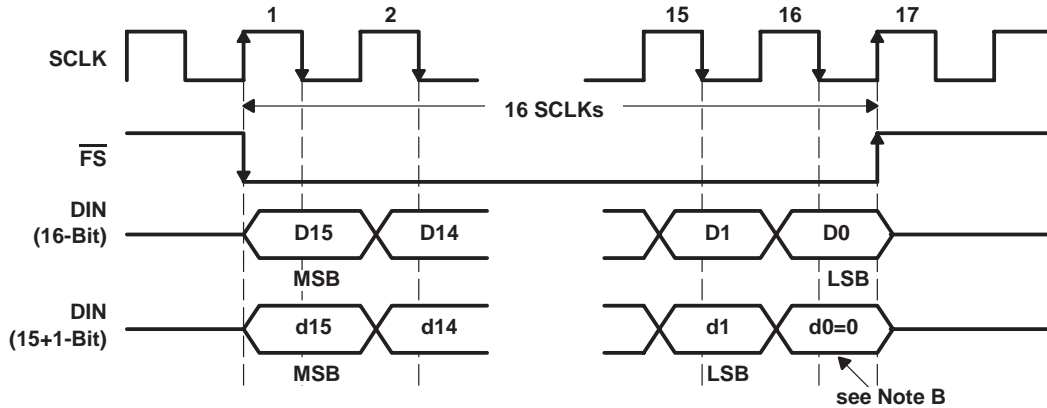 1 2 15 16 17
SCLK
16 SCLKs
FS
DIN
(16-Bit)
D15 D14 D1 D0
MSB LSB
DIN
(15+1-Bit)
d15 d14 d1 d0=0
MSB LSB
see Note B